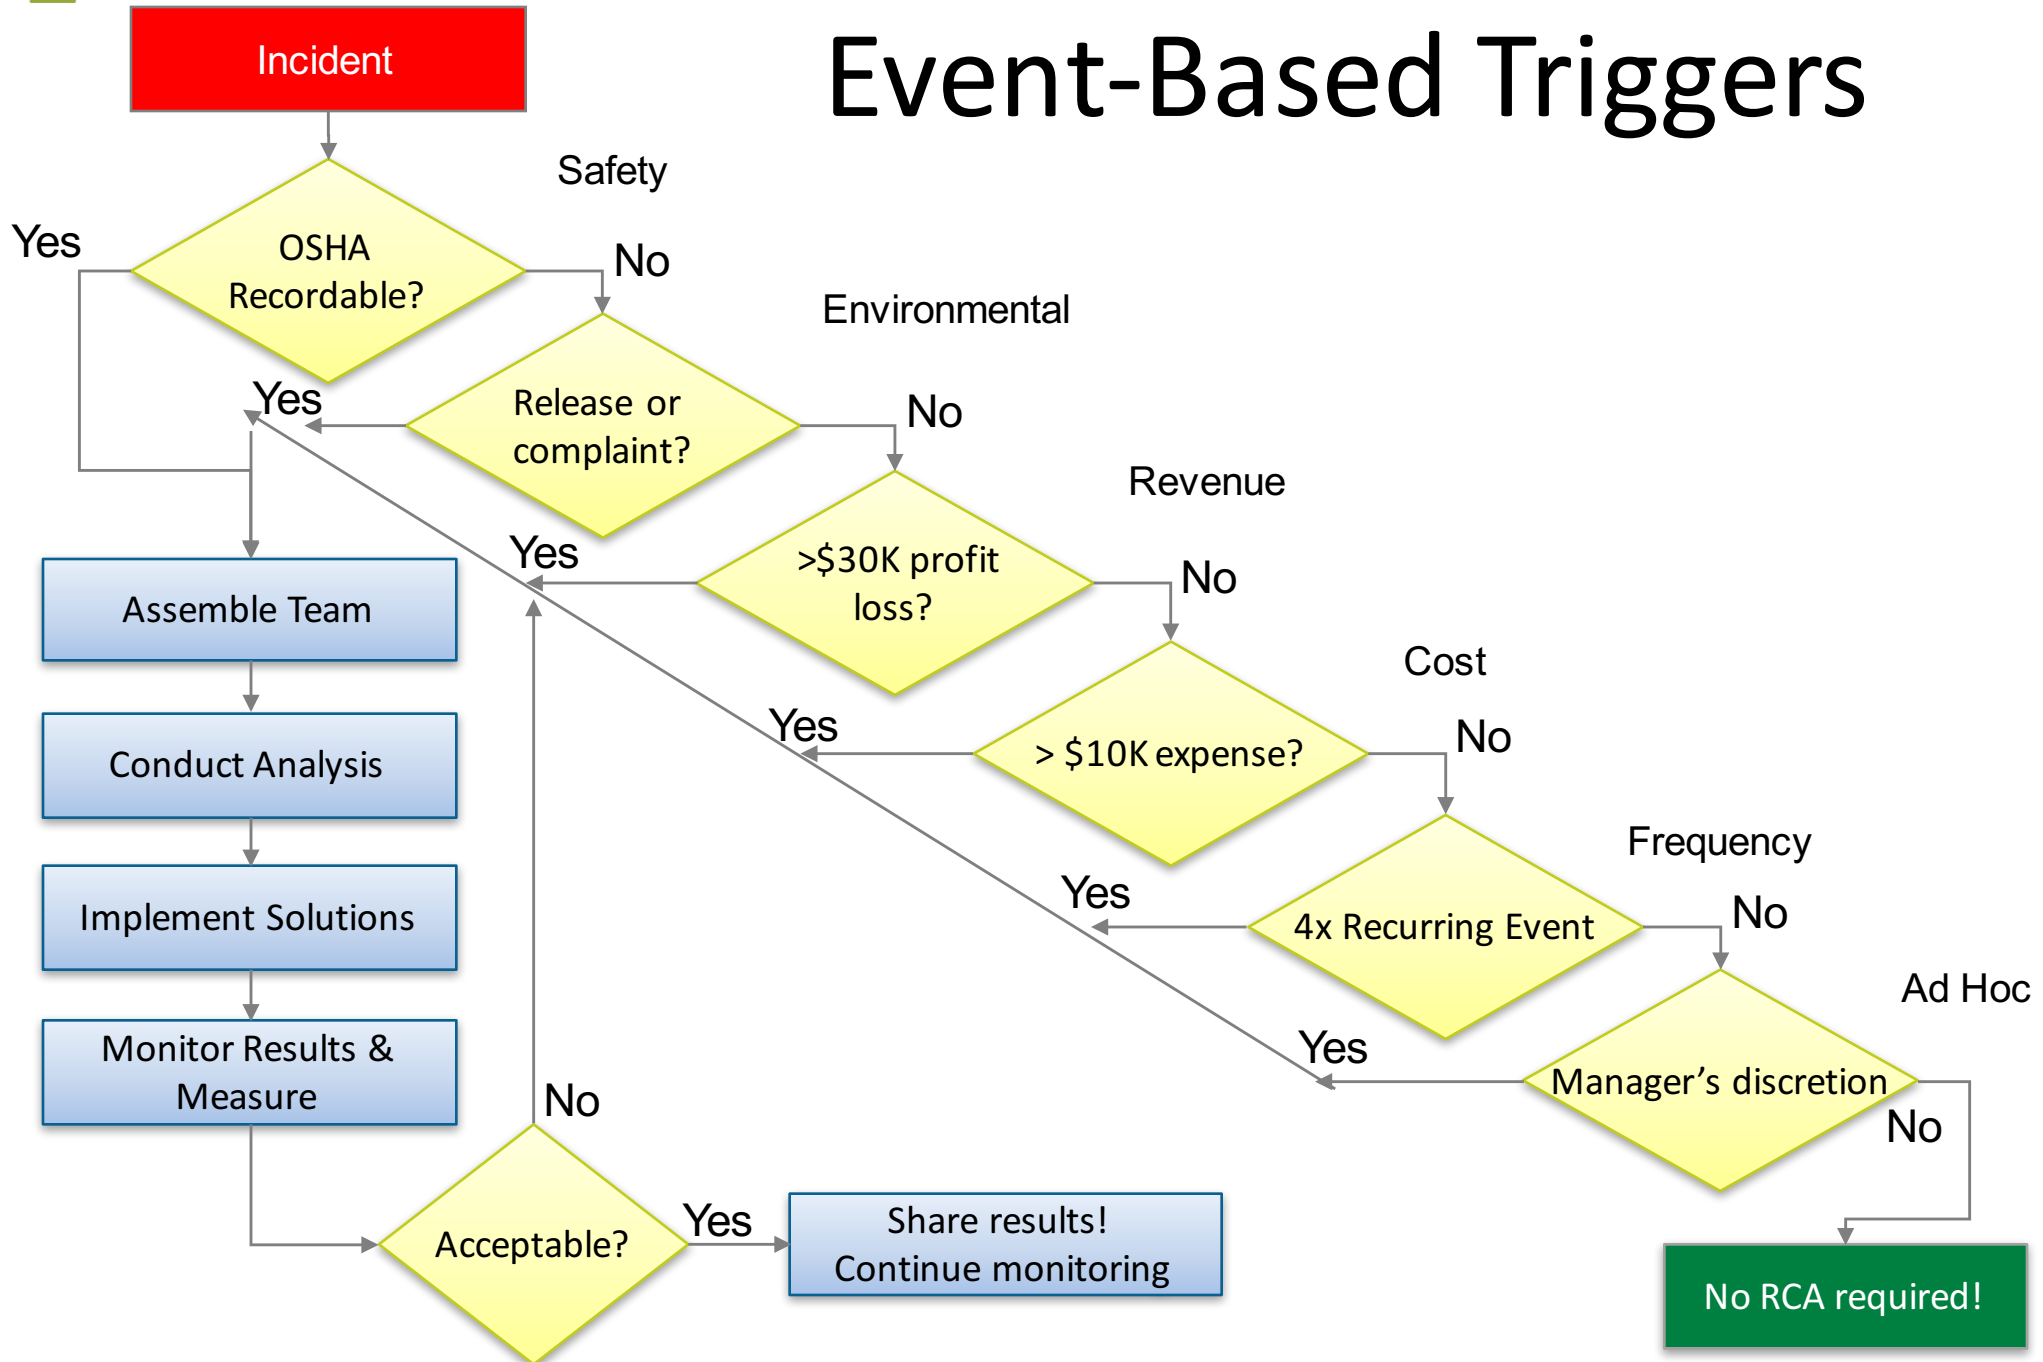 Event-Based Triggers
Incident
Safety
Yes
OSHA
Recordable?
No
Environmental
Yes
Release or
complaint?
No
Revenue
Yes
>$30K profit
loss?
No
Cost
Yes
> $10K expense?
No
Frequency
Yes
4x Recurring Event
No
Ad Hoc
Yes
Manager’s discretion
No
No RCA required!
Assemble Team
Conduct Analysis
Implement Solutions
Monitor Results &
Measure
No
Acceptable?
Yes
Share results!
Continue monitoring